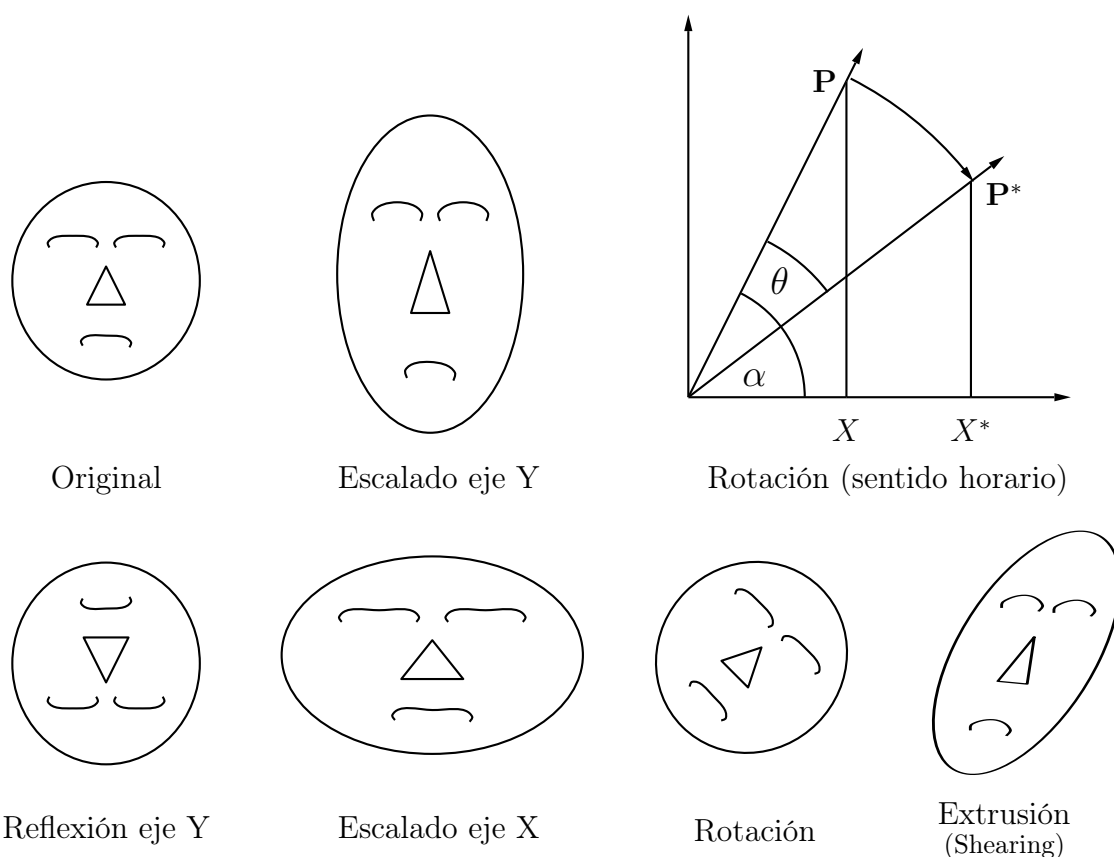 P
P*
θ
α
X X*
Original Escalado eje Y Rotación (sentido horario)
Reflexión eje Y Escalado eje X Rotación Extrusión
(Shearing)